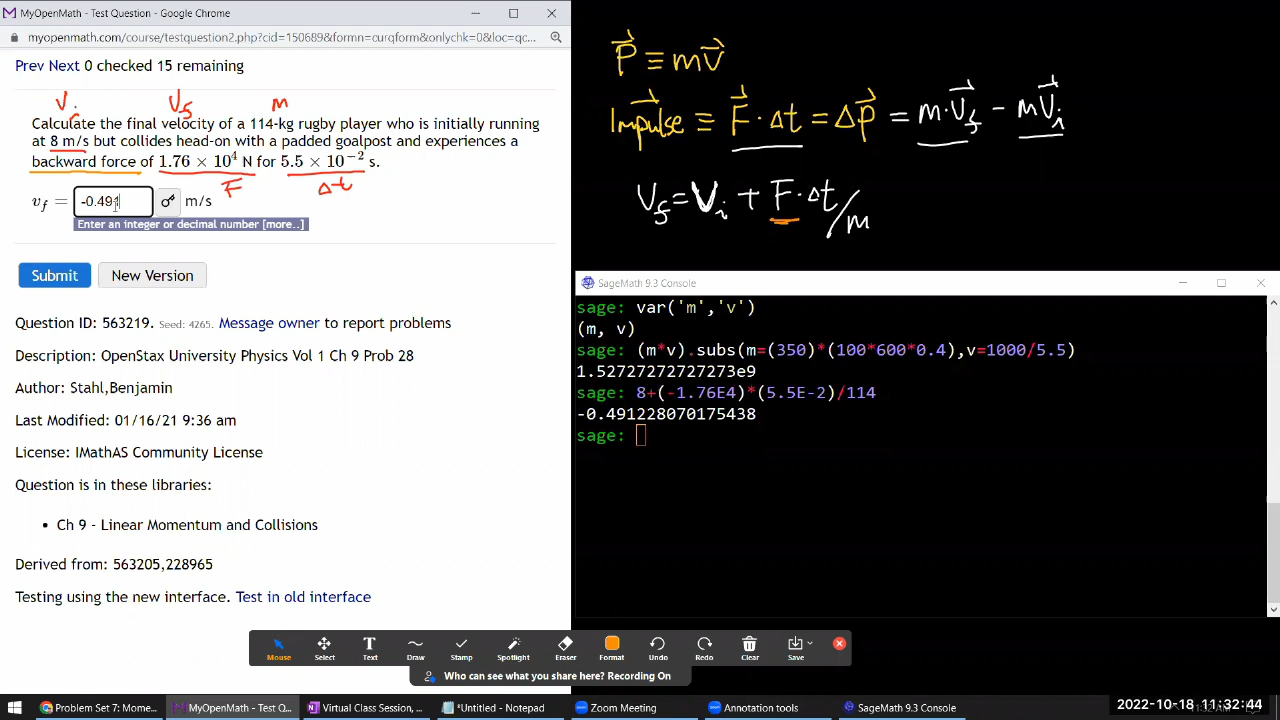 MyOpenMath - Test Question - Google Chrome
myopenmath.com/course/testquestion2.php?cid=150689&formn=curqform&onlychk=0&loc=qc...
Prev Next 0 checked 15 remaining
Vi Vf m
Calculate the final velocity of a 114-kg rugby player who is initially running
at 8 m/s but collides head-on with a padded goalpost and experiences a
backward force of 1.76 × 10⁴ N for 5.5 × 10⁻² s.
F Δt
v_f = -0.491 m/s
Enter an integer or decimal number [more..]
Submit New Version
Question ID: 563219. Seed: 4265. Message owner to report problems
Description: OpenStax University Physics Vol 1 Ch 9 Prob 28
Author: Stahl,Benjamin
Last Modified: 01/16/21 9:36 am
License: IMathAS Community License
Question is in these libraries:
• Ch 9 - Linear Momentum and Collisions
Derived from: 563205,228965
Testing using the new interface. Test in old interface
P⃗ ≡ mv⃗
Impulse ≡ F⃗ · Δt = ΔP⃗ = m·v⃗f − mv⃗i
Vf = Vi + F·Δt/m
SageMath 9.3 Console
sage: var('m','v')
(m, v)
sage: (m*v).subs(m=(350)*(100*600*0.4),v=1000/5.5)
1.52727272727273e9
sage: 8+(-1.76E4)*(5.5E-2)/114
-0.491228070175438
sage:
Mouse Select Text Draw Stamp Spotlight Eraser Format Undo Redo Clear Save
Who can see what you share here? Recording On
Problem Set 7: Mome... MyOpenMath - Test Q... Virtual Class Session, ... *Untitled - Notepad Zoom Meeting Annotation tools SageMath 9.3 Console 2022-10-18 11:32:44